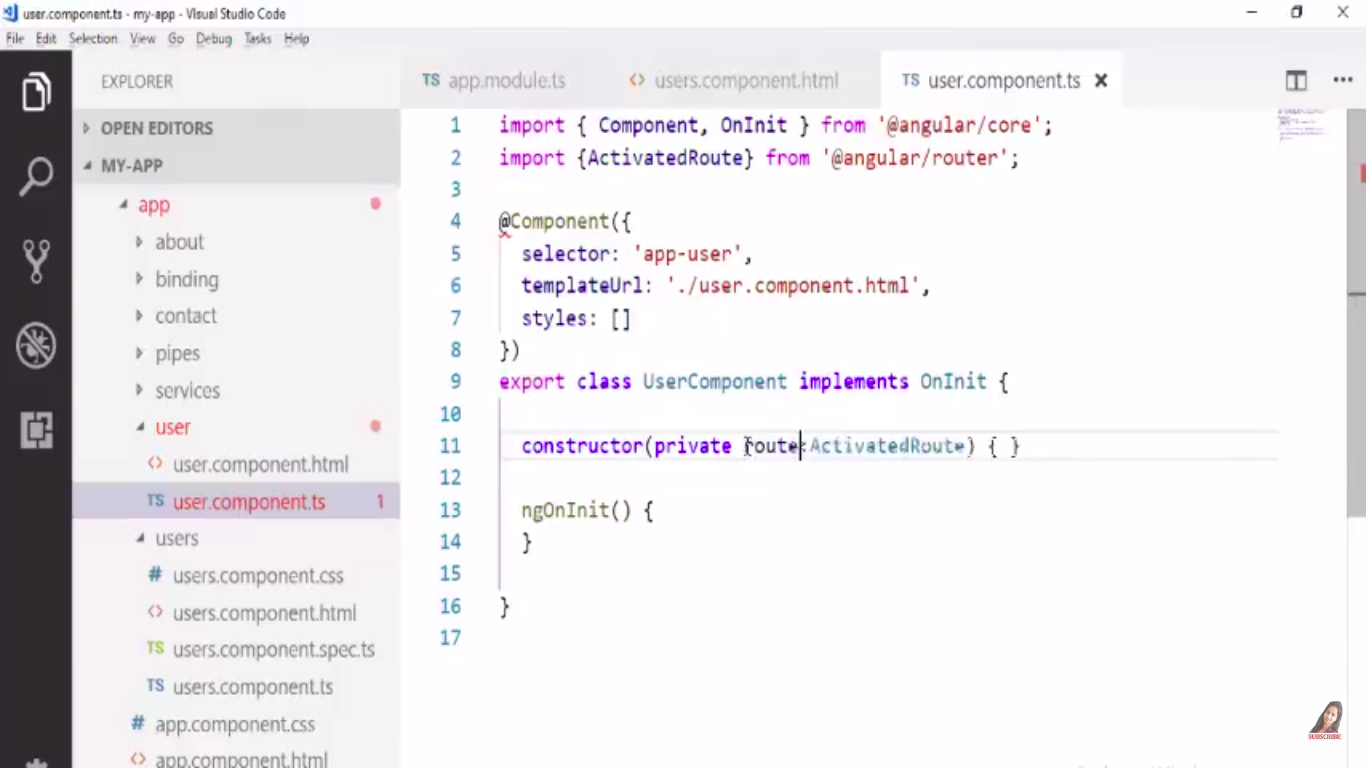 user.component.ts - my-app - Visual Studio Code
File Edit Selection View Go Debug Tasks Help
EXPLORER
OPEN EDITORS
MY-APP
app
about
binding
contact
pipes
services
user
<> user.component.html
TS user.component.ts 1
users
# users.component.css
<> users.component.html
TS users.component.spec.ts
TS users.component.ts
# app.component.css
<> app.component.html
TS app.module.ts <> users.component.html TS user.component.ts
1 import { Component, OnInit } from '@angular/core';
2 import {ActivatedRoute} from '@angular/router';
3
4 @Component({
5 selector: 'app-user',
6 templateUrl: './user.component.html',
7 styles: []
8 })
9 export class UserComponent implements OnInit {
10
11 constructor(private route:ActivatedRoute) { }
12
13 ngOnInit() {
14 }
15
16 }
17
SUBSCRIBE